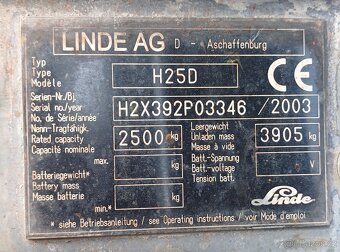 LINDE AG D - Aschaffenburg
Typ
Type H25D
Modèle
CE
Serien-Nr./Bj.
Serial no./year H2X392P03346 / 2003
No. de Série/année
Nenn-Tragfähigk. Leergewicht
Rated capacity 2500 kg Unladen mass 3905 kg
Capacité nominale Masse à vide
max. kg Batt.-Spannung
Batteriegewicht* Batt.-voltage V
Battery mass Tension batt.
Masse batterie
min.* kg Linde
* siehe Betriebsanleitung / see Operating instructions / voir Mode d'emploi